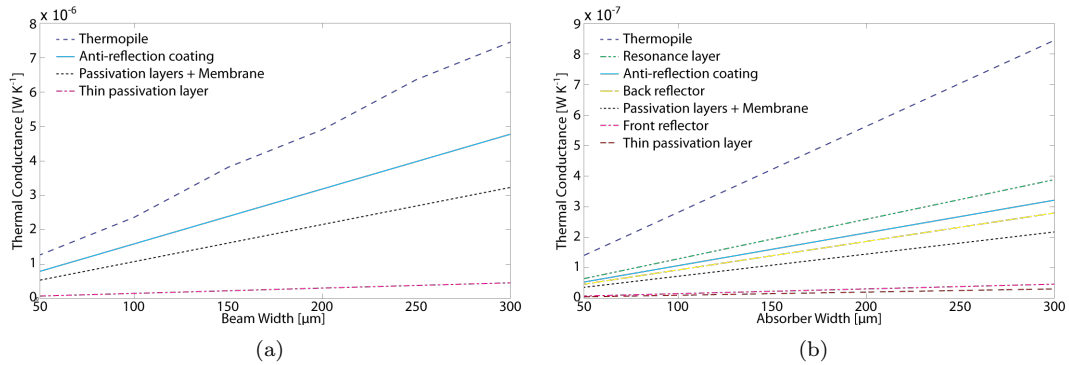 8 x 10⁻⁶
7
6
5
4
3
2
1
0
Thermal Conductance [W K⁻¹]
Thermopile
Anti-reflection coating
Passivation layers + Membrane
Thin passivation layer
50 100 150 200 250 300
Beam Width [µm]
(a)
9 x 10⁻⁷
8
7
6
5
4
3
2
1
0
Thermal Conductance [W K⁻¹]
Thermopile
Resonance layer
Anti-reflection coating
Back reflector
Passivation layers + Membrane
Front reflector
Thin passivation layer
50 100 150 200 250 300
Absorber Width [µm]
(b)